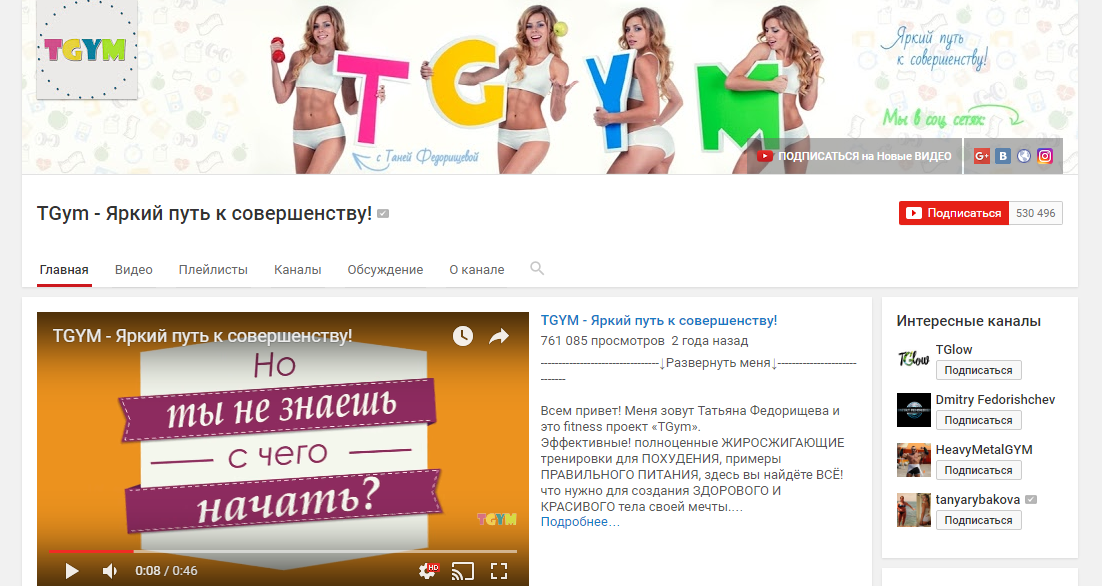 TGYM
TGYM
Яркий путь
к совершенству!
с Таней Федорищевой
Мы в соц сетях:
ПОДПИСАТЬСЯ на Новые ВИДЕО
TGym - Яркий путь к совершенству!
Подписаться 530 496
Главная Видео Плейлисты Каналы Обсуждение О канале
TGYM - Яркий путь к совершенству!
Но
ты не знаешь
с чего
начать?
TGYM
0:08 / 0:46
HD
TGYM - Яркий путь к совершенству!
761 085 просмотров 2 года назад
---------------------------------↓Развернуть меня↓----------------------
-------
Всем привет! Меня зовут Татьяна Федорищева и
это fitness проект «TGym».
Эффективные! полноценные ЖИРОСЖИГАЮЩИЕ
тренировки для ПОХУДЕНИЯ, примеры
ПРАВИЛЬНОГО ПИТАНИЯ, здесь вы найдёте ВСЁ!
что нужно для создания ЗДОРОВОГО И
КРАСИВОГО тела своей мечты....
Подробнее...
Интересные каналы
TGlow
TGlow
Подписаться
Dmitry Fedorishchev
Подписаться
HeavyMetalGYM
Подписаться
tanyarybakova
Подписаться